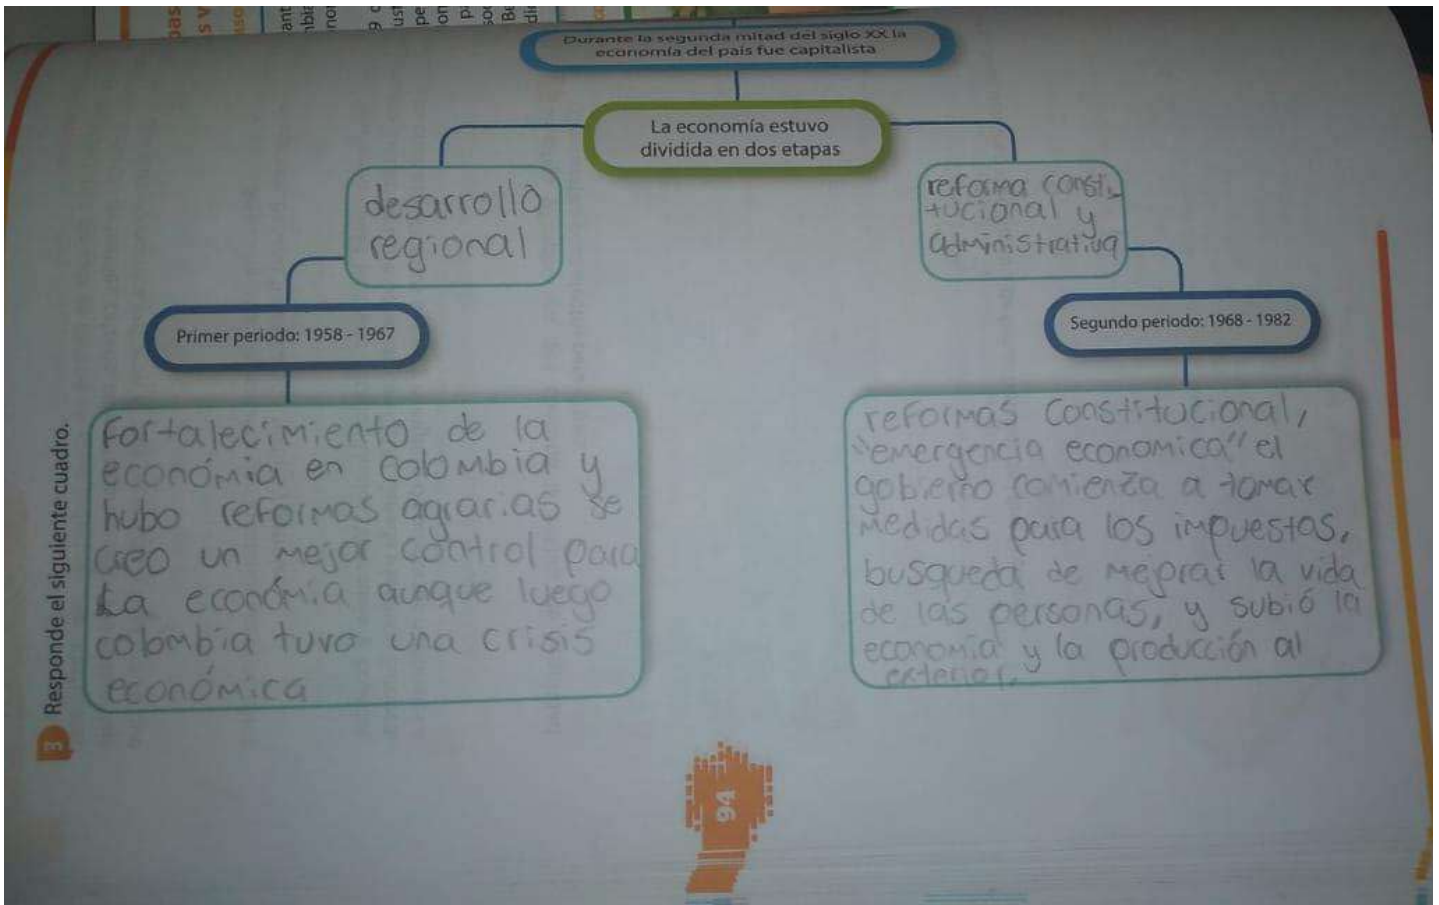 Durante la segunda mitad del siglo XX la
economía del país fue capitalista
La economía estuvo
dividida en dos etapas
desarrollo
regional
reforma consti
tucional y
administrativa
Primer periodo: 1958 - 1967
Segundo periodo: 1968 - 1982
fortalecimiento de la
económia en colombia y
hubo reformas agrarias se
creo un mejor control para
La económia aunque luego
colombia tuvo una crisis
económica
reformas constitucional,
"emergencia economica" el
gobierno comienza a tomar
medidas para los impuestos,
busqueda de mejorar la vida
de las personas, y subió la
economia y la producción al
exterior.
3 Responde el siguiente cuadro.
94